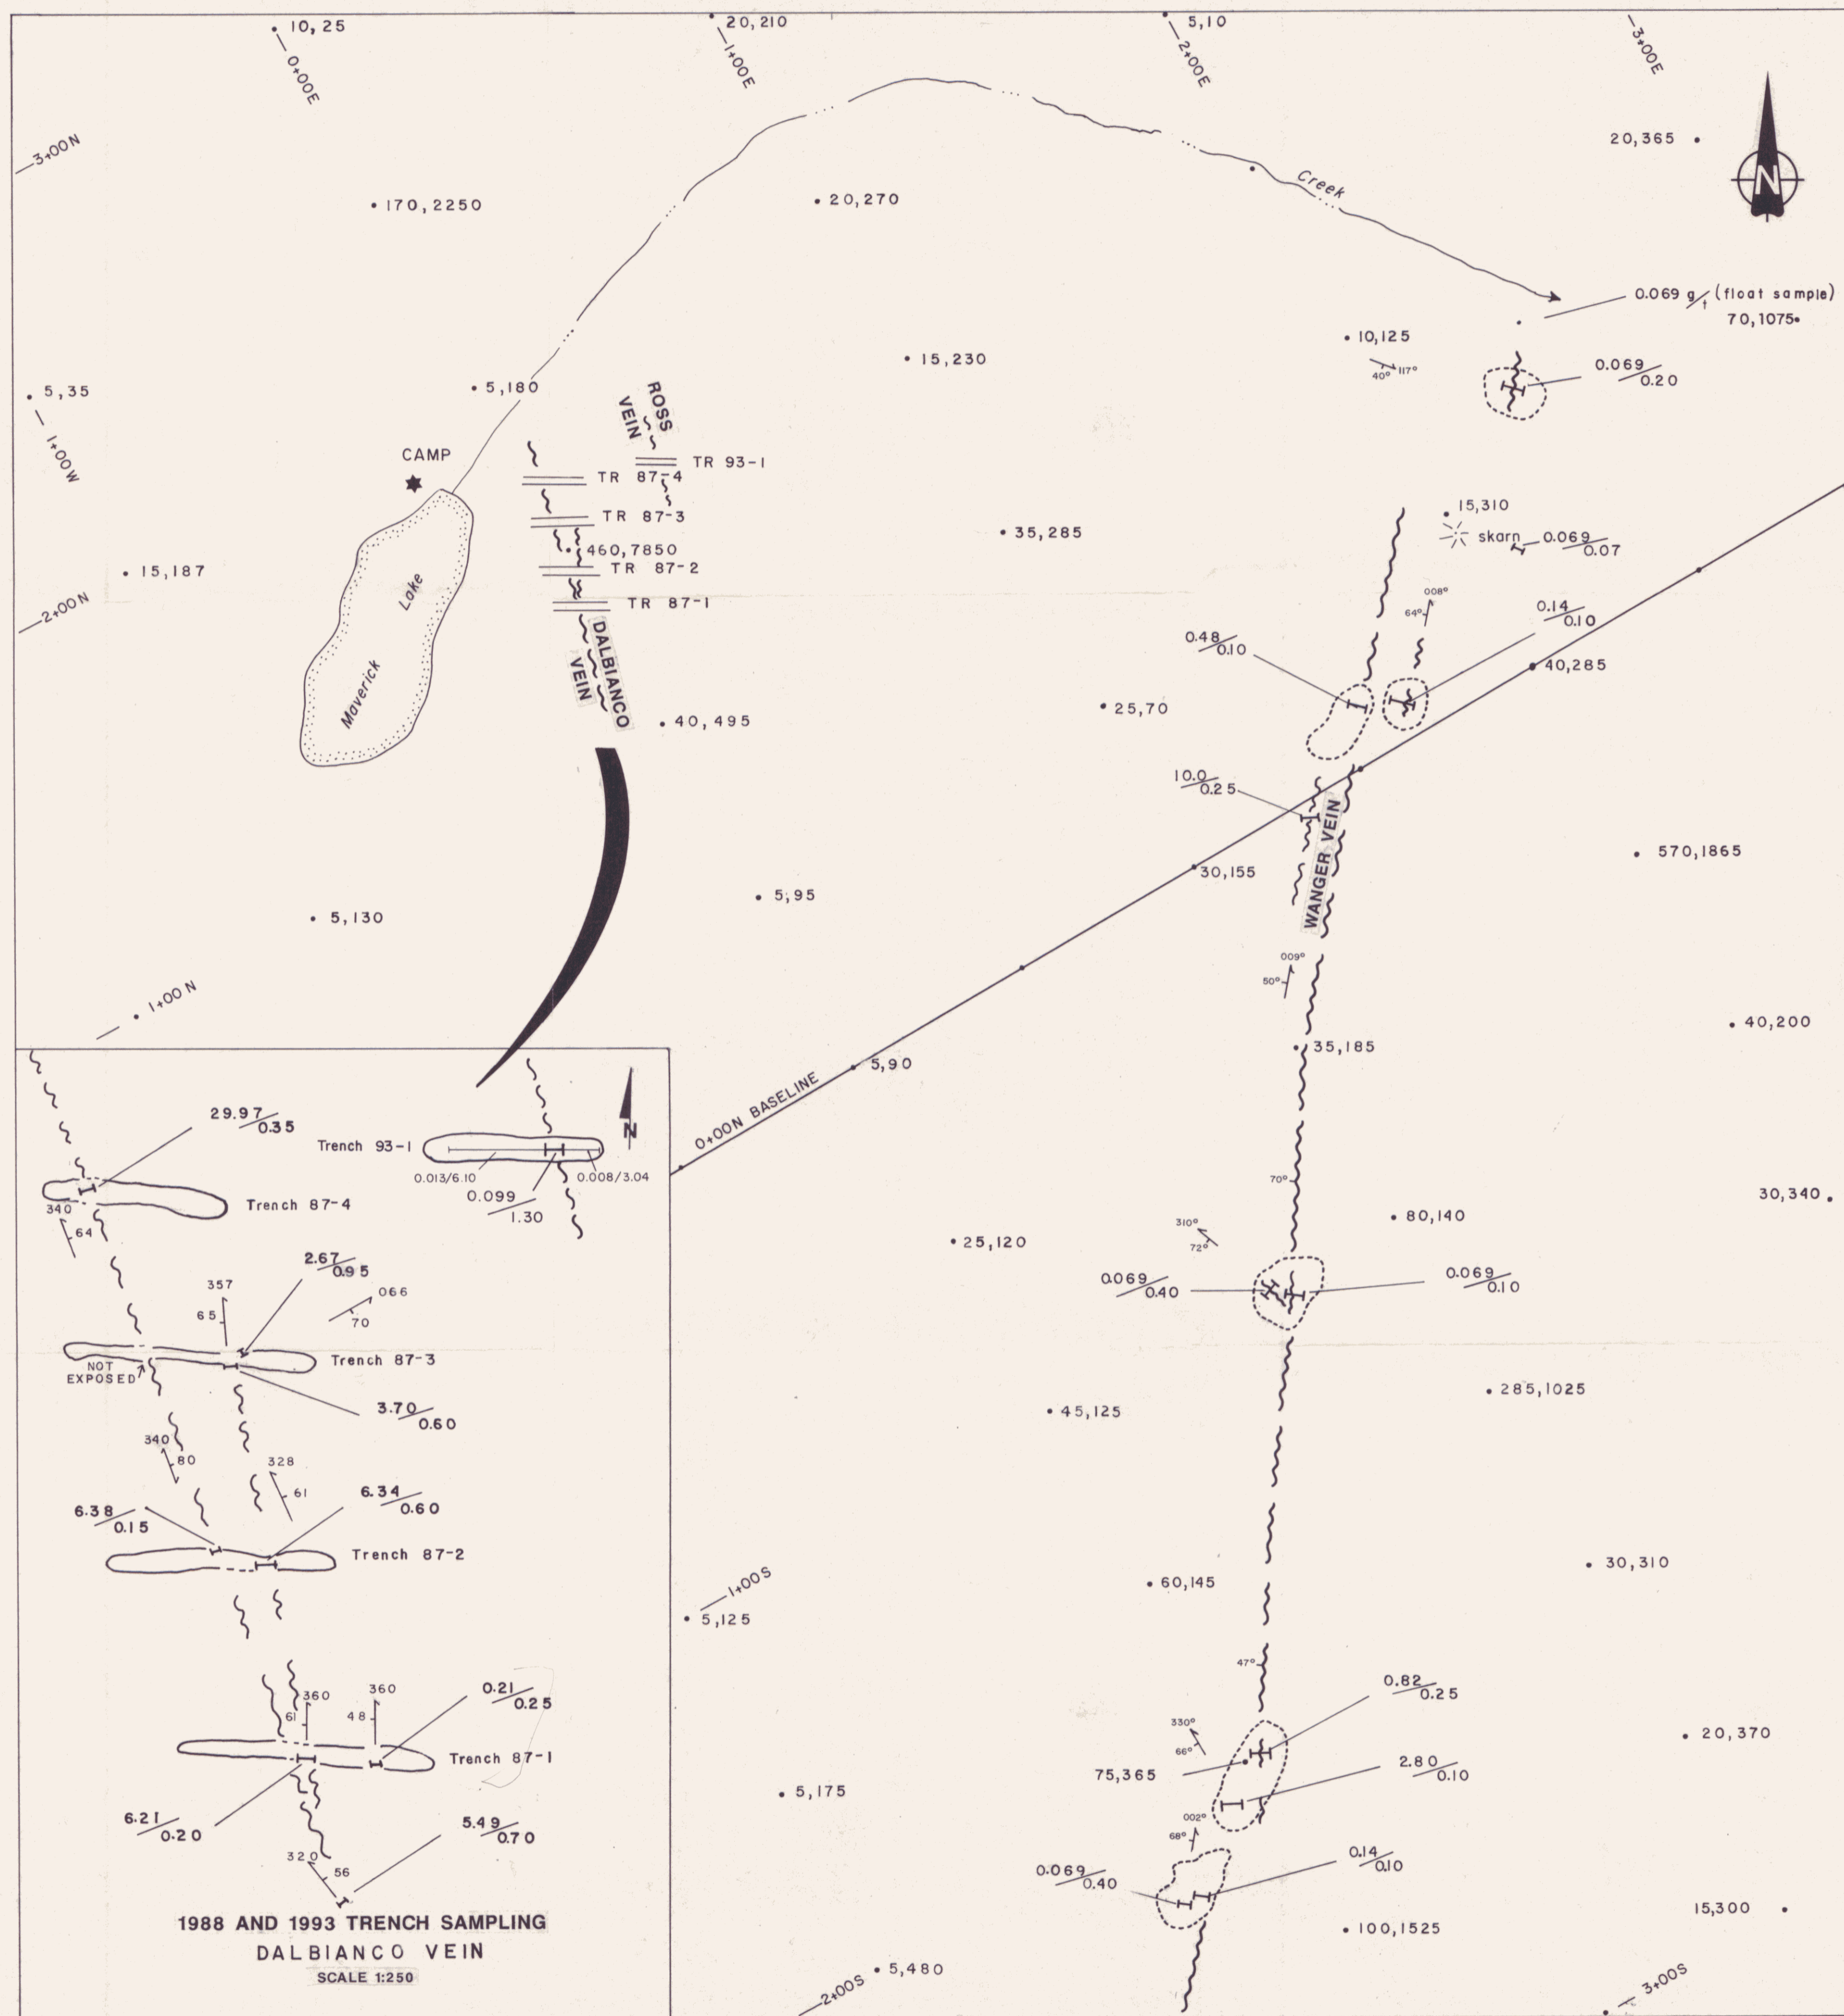 10,25
20,210
5,10
0+00E
1+00E
2+00E
3+00E
3+00N
20,365
N
Creek
170,2250
20,270
0.069 g/t (float sample)
70,1075
10,125
40° 117°
15,230
0.069/0.20
5,35
5,180
1+00W
ROSS
VEIN
CAMP
TR 93-1
TR 87-4
TR 87-3
15,310
skarn
0.069/0.07
35,285
460,7850
TR 87-2
15,187
TR 87-1
2+00N
008°
64°
0.14/0.10
Maverick Lake
DALBIANCO
VEIN
0.48/0.10
40,285
25,70
40,495
10.0/0.25
WANGER VEIN
570,1865
30,155
5,95
5,130
009°
50°
1+00N
40,200
35,185
5,90
0+00N BASELINE
29.97/0.35
Trench 93-1
N
0.013/6.10
0.008/3.04
0.099/1.30
Trench 87-4
340
64
70°
30,340
80,140
310°
72°
25,120
0.069/0.40
0.069/0.10
2.67/0.95
357
65
066
70
Trench 87-3
NOT
EXPOSED
3.70/0.60
285,1025
45,125
340
80
328
61
6.38/0.15
6.34/0.60
Trench 87-2
30,310
60,145
1+00S
5,125
47°
0.82/0.25
360
61
360
48
0.21/0.25
Trench 87-1
330°
66°
20,370
75,365
2.80/0.10
5,175
6.21/0.20
5.49/0.70
002°
68°
320
56
0.069/0.40
0.14/0.10
15,300
100,1525
1988 AND 1993 TRENCH SAMPLING
DALBIANCO VEIN
SCALE 1:250
5,480
2+00S
3+00S